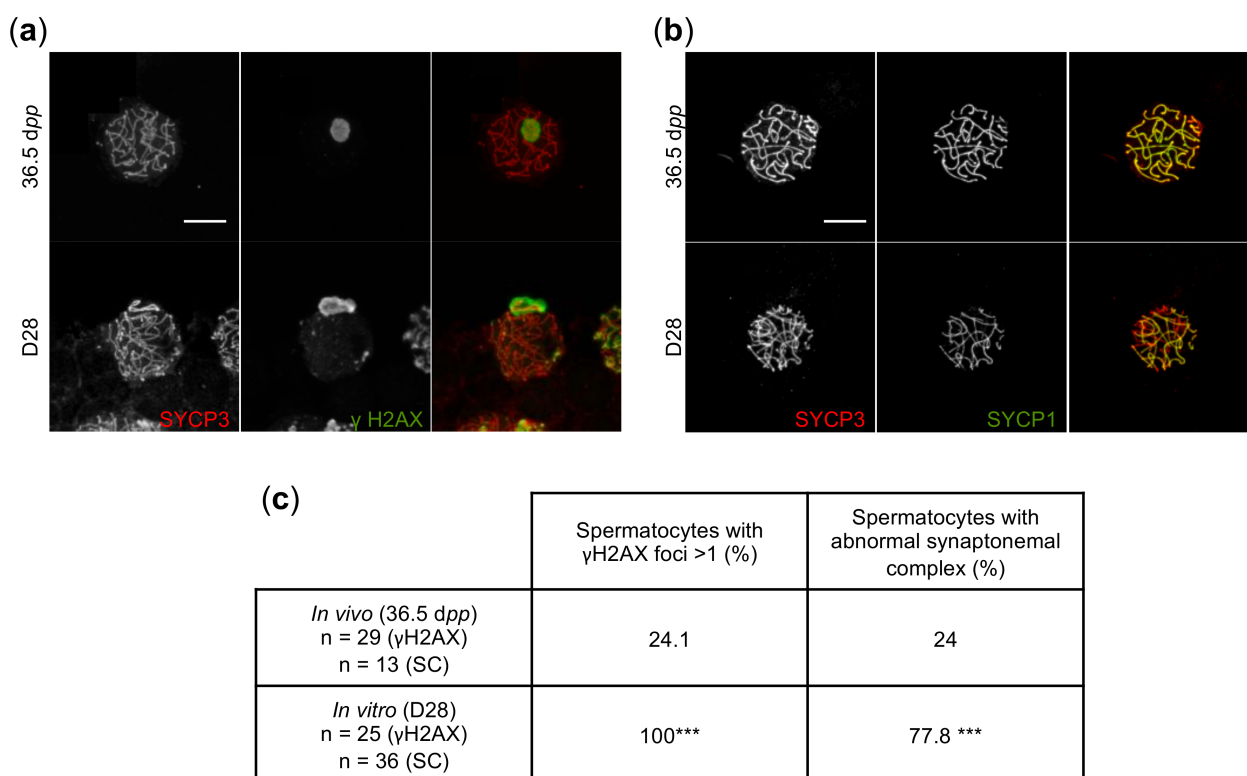 (a)
(b)
36.5 dpp
D28
SYCP3
γ H2AX
36.5 dpp
D28
SYCP3
SYCP1
(c)
Spermatocytes with
γH2AX foci >1 (%)
Spermatocytes with
abnormal synaptonemal
complex (%)
In vivo (36.5 dpp)
n = 29 (γH2AX)
n = 13 (SC)
24.1
24
In vitro (D28)
n = 25 (γH2AX)
n = 36 (SC)
100***
77.8 ***